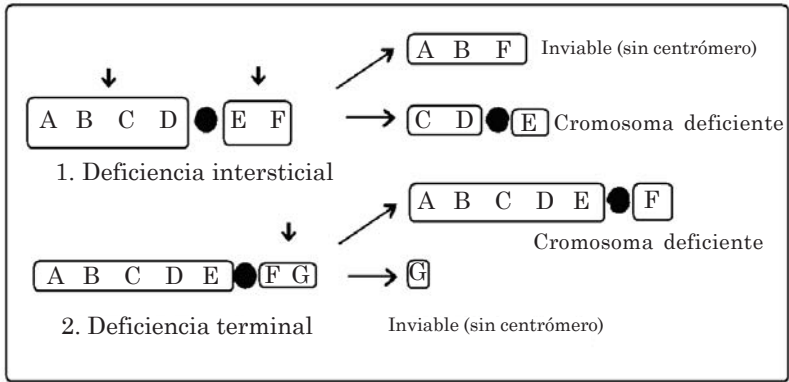 A B F Inviable (sin centrómero)
A B C D E F C D E Cromosoma deficiente
1. Deficiencia intersticial
A B C D E F
Cromosoma deficiente
A B C D E F G G
2. Deficiencia terminal Inviable (sin centrómero)